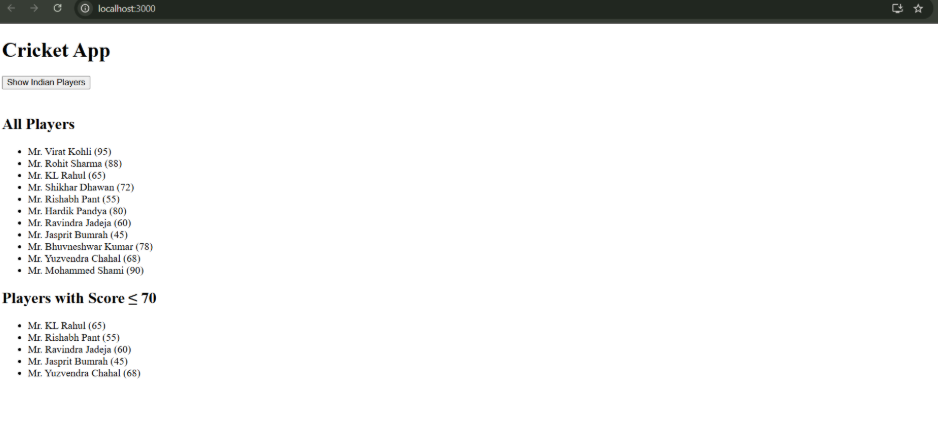 localhost:3000
Cricket App
Show Indian Players
All Players
• Mr. Virat Kohli (95)
• Mr. Rohit Sharma (88)
• Mr. KL Rahul (65)
• Mr. Shikhar Dhawan (72)
• Mr. Rishabh Pant (55)
• Mr. Hardik Pandya (80)
• Mr. Ravindra Jadeja (60)
• Mr. Jasprit Bumrah (45)
• Mr. Bhuvneshwar Kumar (78)
• Mr. Yuzvendra Chahal (68)
• Mr. Mohammed Shami (90)
Players with Score ≤ 70
• Mr. KL Rahul (65)
• Mr. Rishabh Pant (55)
• Mr. Ravindra Jadeja (60)
• Mr. Jasprit Bumrah (45)
• Mr. Yuzvendra Chahal (68)